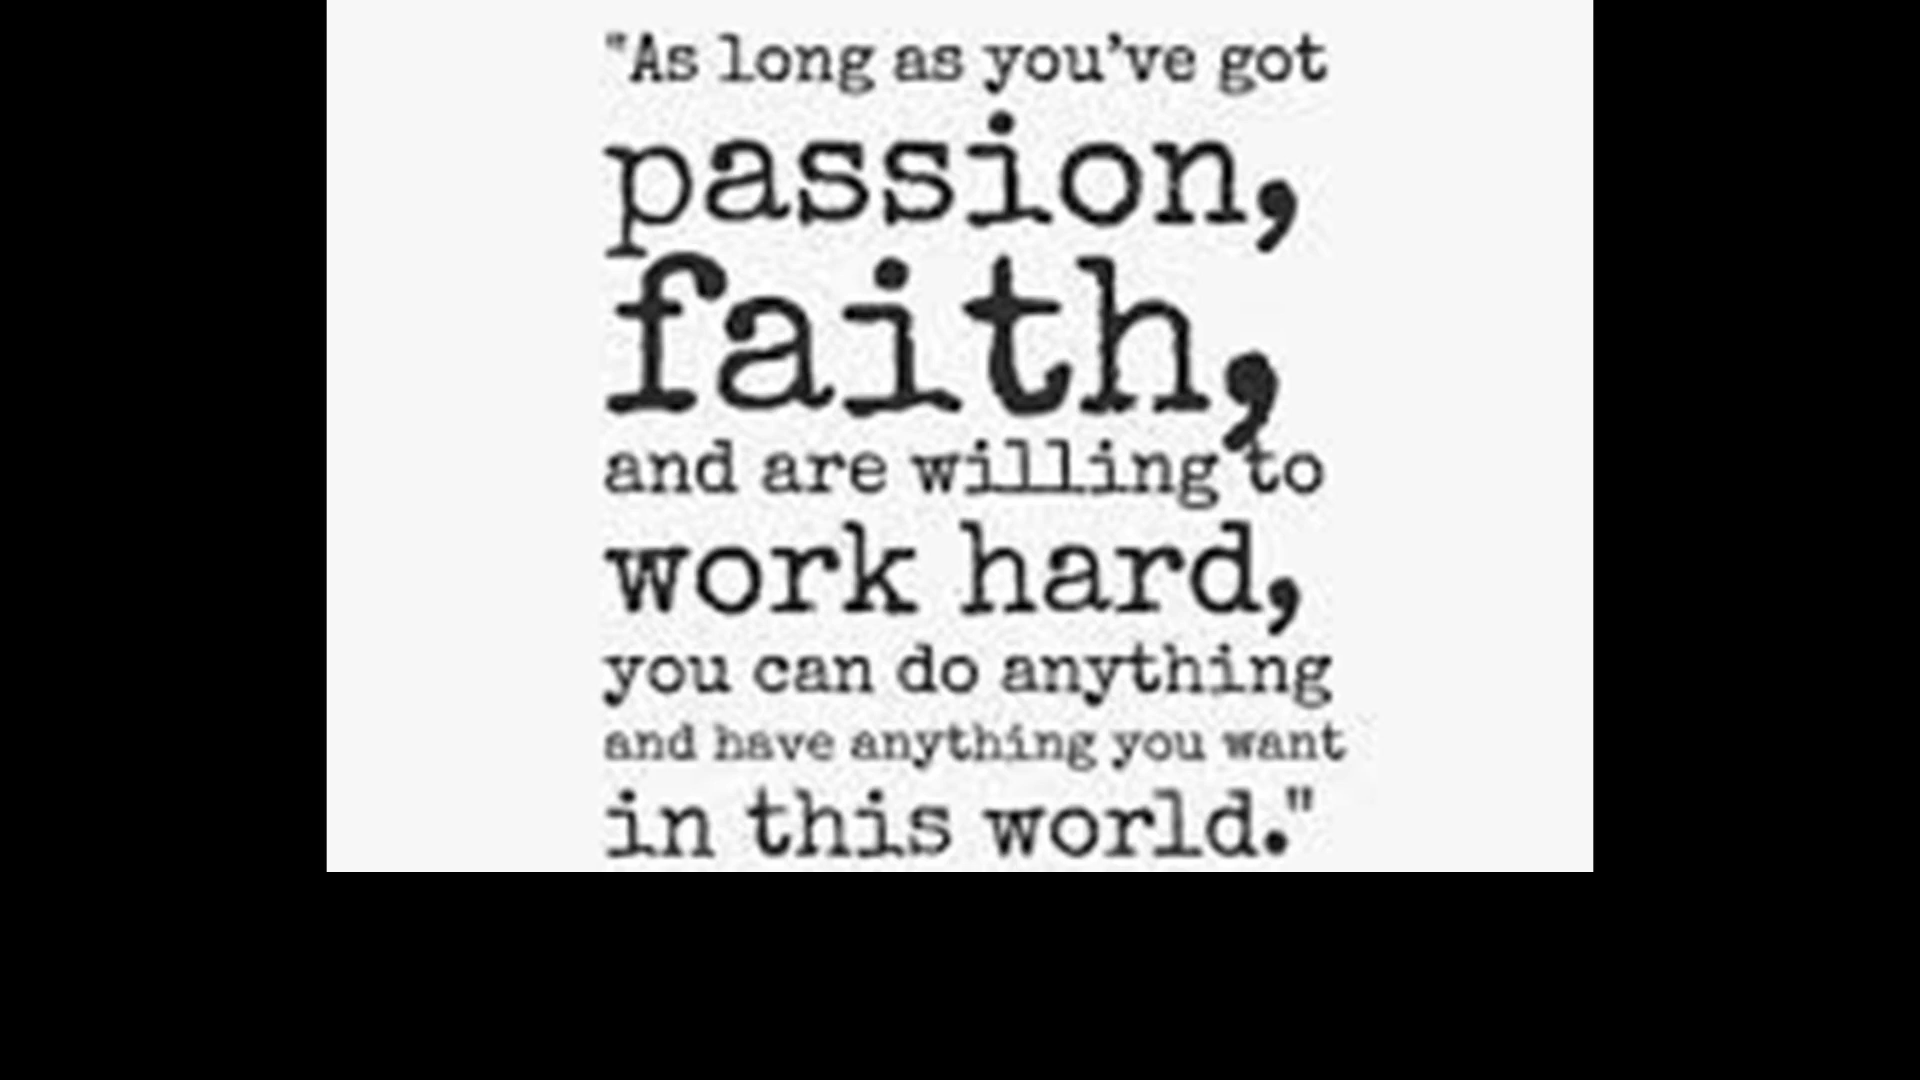 "As long as you’ve got
passion,
faith,
and are willing to
work hard,
you can do anything
and have anything you want
in this world."